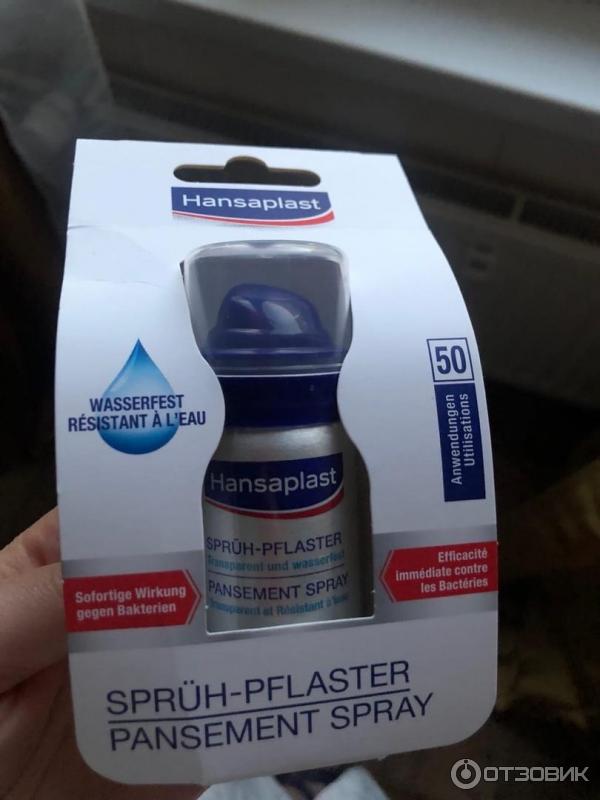 Hansaplast
WASSERFEST
RÉSISTANT À L'EAU
50
Anwendungen
Utilisations
Hansaplast
SPRÜH-PFLASTER
Transparent und wasserfest
PANSEMENT SPRAY
Transparent et Résistant à l'eau
Sofortige Wirkung
gegen Bakterien
Efficacité
immédiate contre
les Bactéries
SPRÜH-PFLASTER
PANSEMENT SPRAY
ОТЗОВИК